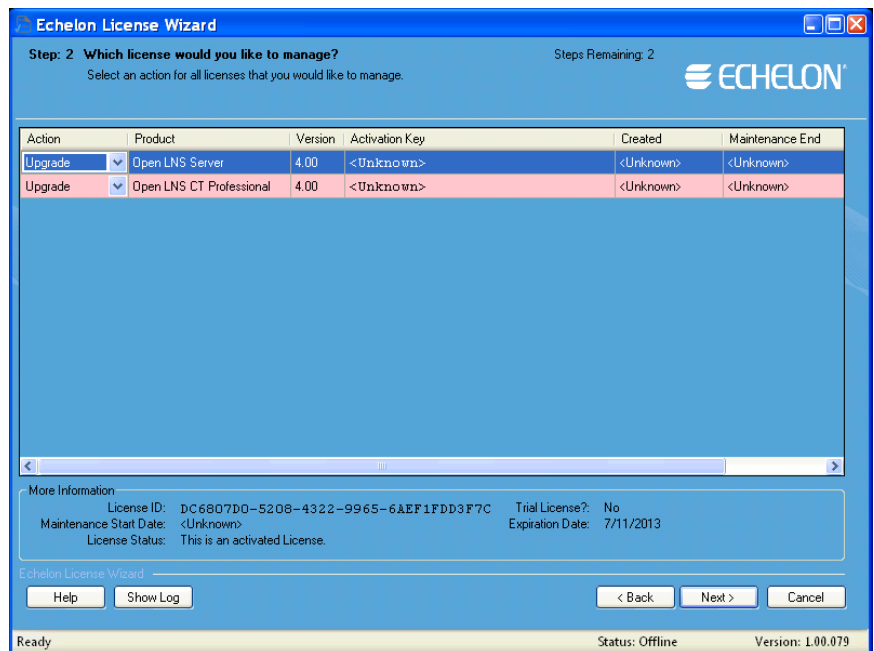 Echelon License Wizard
Step: 2 Which license would you like to manage?
Steps Remaining: 2
Select an action for all licenses that you would like to manage.
ECHELON
Action Product Version Activation Key Created Maintenance End
Upgrade Open LNS Server 4.00 <Unknown> <Unknown> <Unknown>
Upgrade Open LNS CT Professional 4.00 <Unknown> <Unknown> <Unknown>
More Information
License ID: DC6807D0-5208-4322-9965-6AEF1FDD3F7C Trial License?: No
Maintenance Start Date: <Unknown> Expiration Date: 7/11/2013
License Status: This is an activated License.
Echelon License Wizard
Help Show Log < Back Next > Cancel
Ready Status: Offline Version: 1.00.079